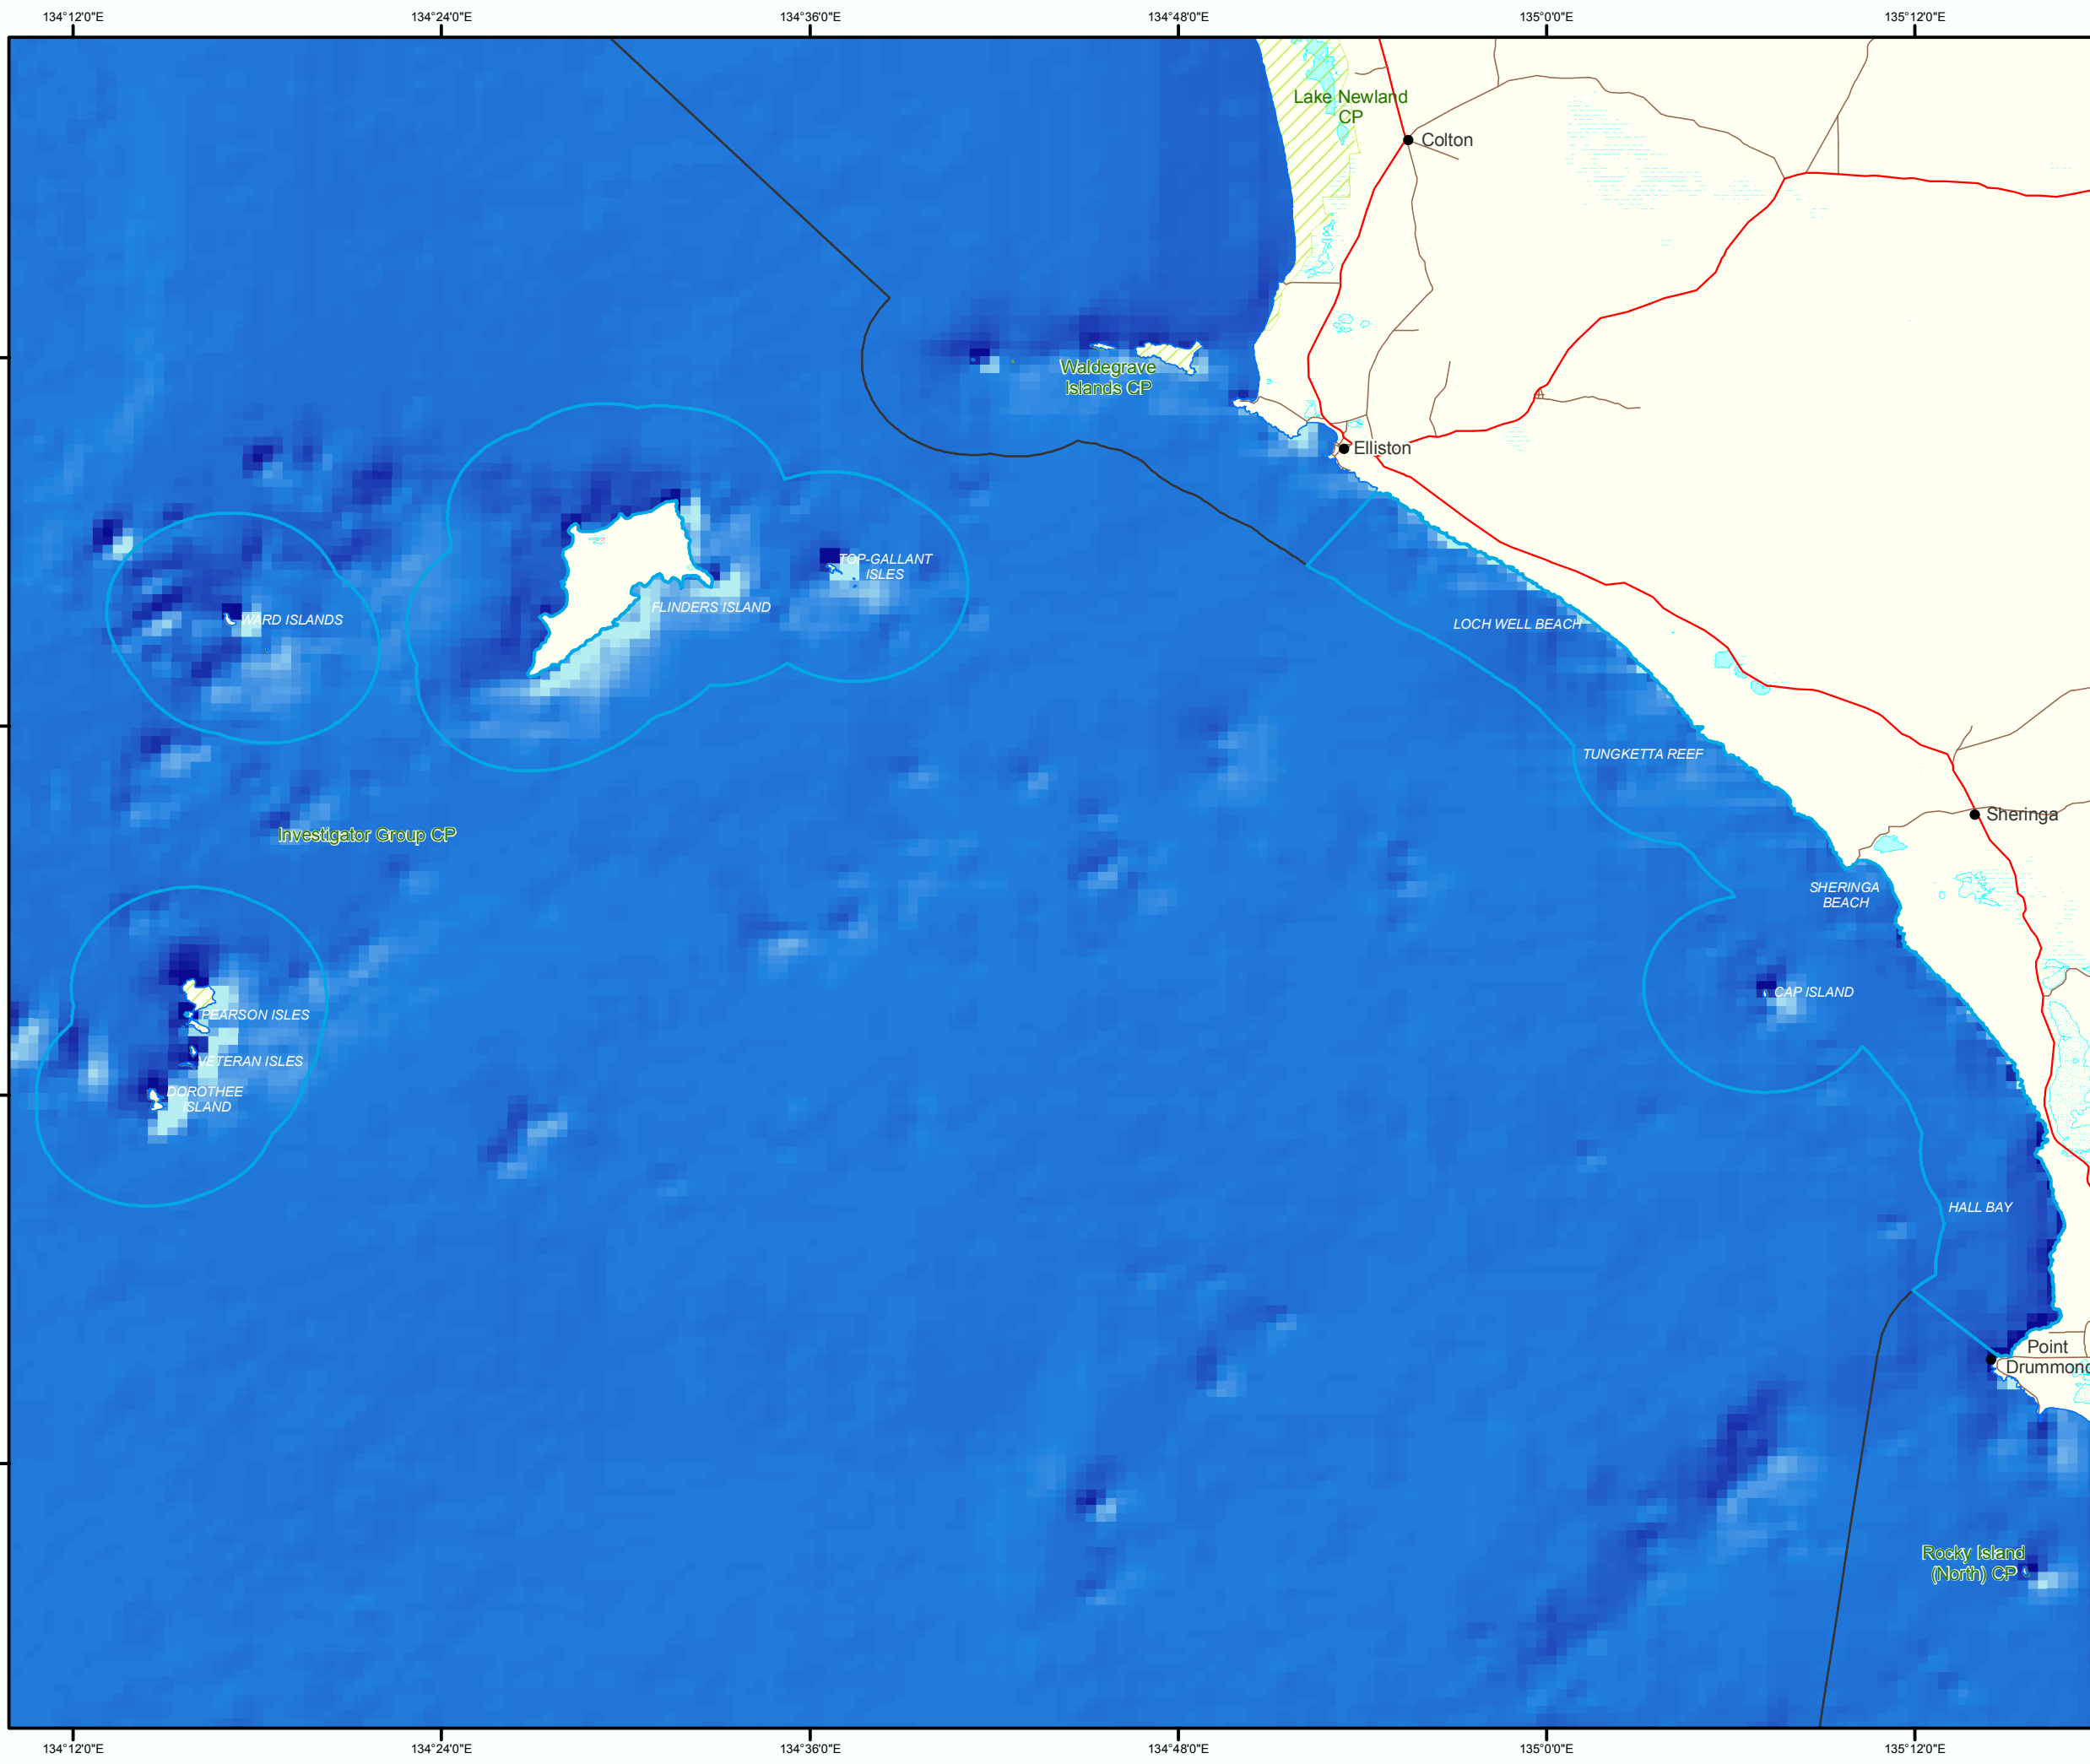 134°12'0"E
134°24'0"E
134°36'0"E
134°48'0"E
135°0'0"E
135°12'0"E
Lake Newland
CP
Colton
Waldegrave
Islands CP
Elliston
TOP-GALLANT
ISLES
FLINDERS ISLAND
WARD ISLANDS
LOCH WELL BEACH
TUNGKETTA REEF
Sheringa
Investigator Group CP
SHERINGA
BEACH
CAP ISLAND
PEARSON ISLES
VETERAN ISLES
DOROTHEE
ISLAND
HALL BAY
Point
Drummond
Rocky Island
(North) CP
134°12'0"E
134°24'0"E
134°36'0"E
134°48'0"E
135°0'0"E
135°12'0"E